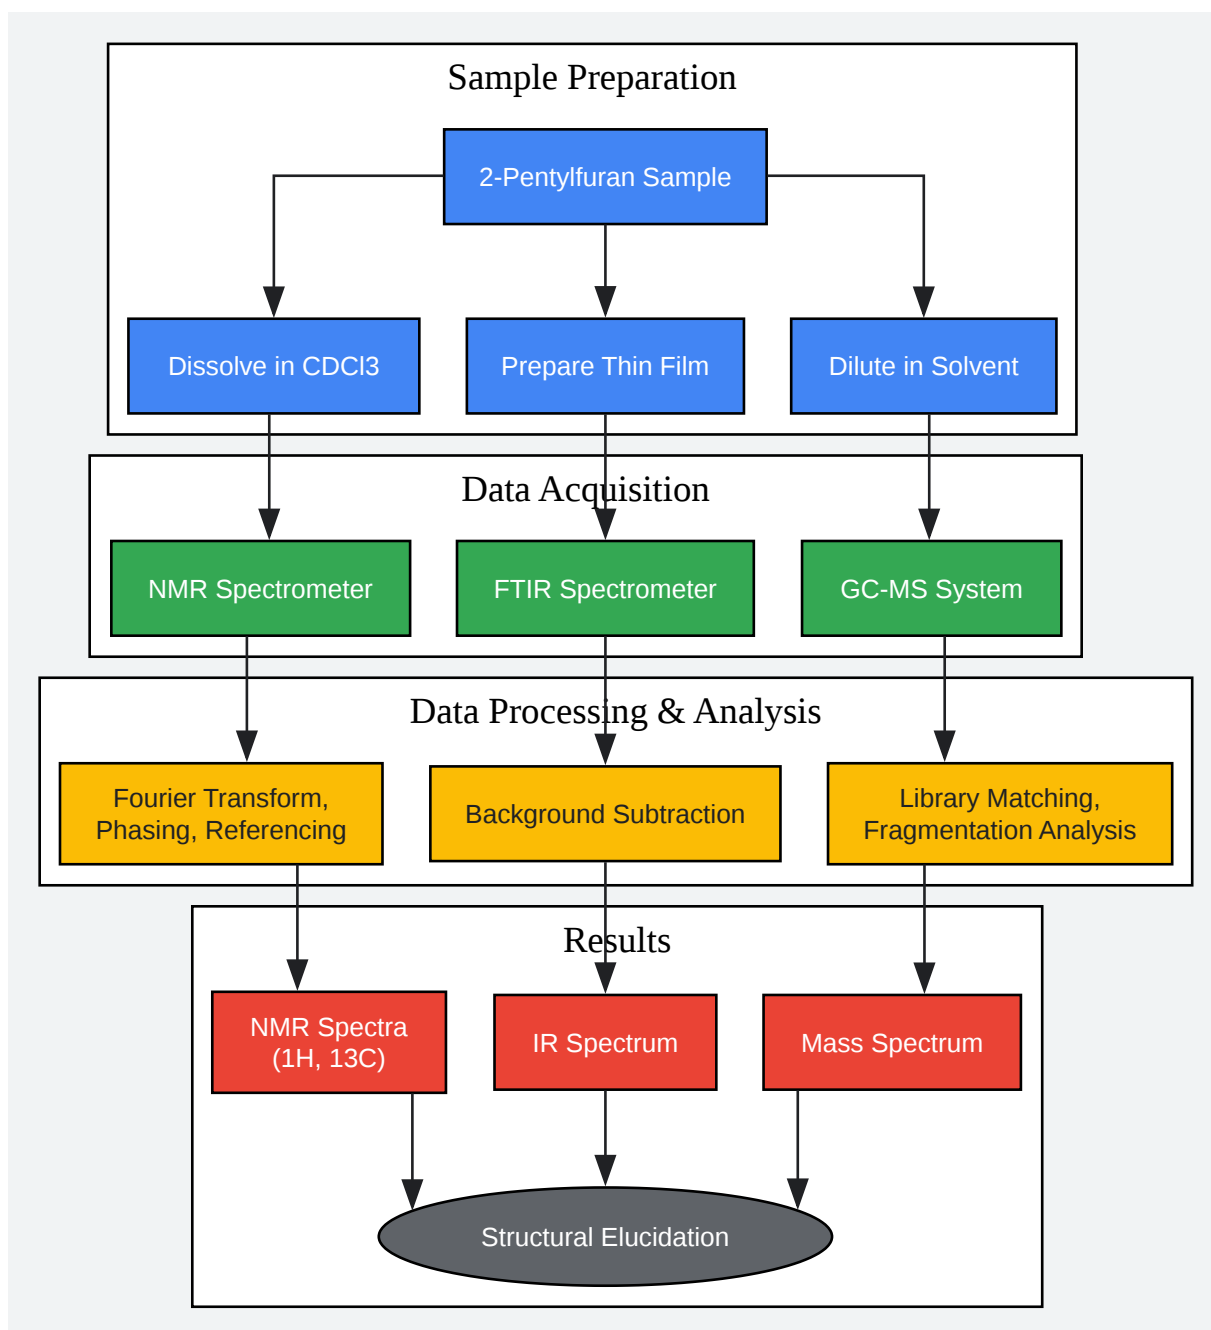 Sample Preparation
2-Pentylfuran Sample
Dissolve in CDCl3
Prepare Thin Film
Dilute in Solvent
Data Acquisition
NMR Spectrometer
FTIR Spectrometer
GC-MS System
Data Processing & Analysis
Fourier Transform,
Phasing, Referencing
Background Subtraction
Library Matching,
Fragmentation Analysis
Results
NMR Spectra
(1H, 13C)
IR Spectrum
Mass Spectrum
Structural Elucidation